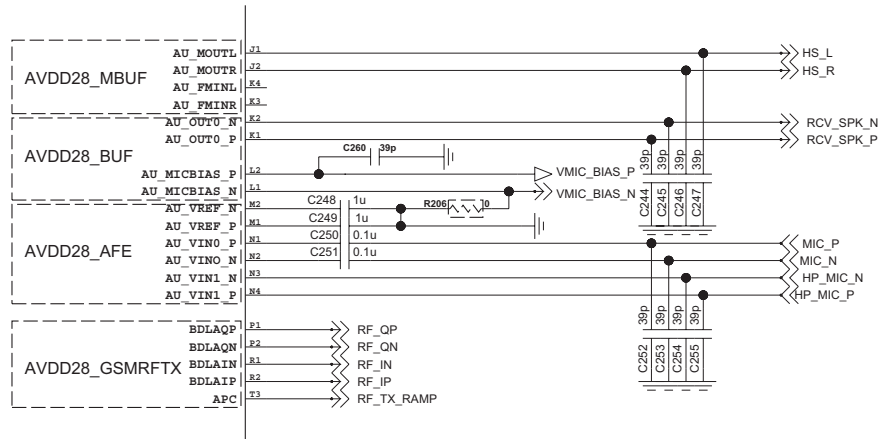 AU_MOUTL J1 HS_L
AU_MOUTR J2 HS_R
AVDD28_MBUF
AU_FMINL K4
AU_FMINR K3
AU_OUT0_N K2 RCV_SPK_N
AU_OUT0_P K1 RCV_SPK_P
AVDD28_BUF
C260 39p
39p 39p 39p 39p
C244 C245 C246 C247
AU_MICBIAS_P L2 VMIC_BIAS_P
AU_MICBIAS_N L1 VMIC_BIAS_N
AU_VREF_N M2 C248 1u R206 0
AU_VREF_P M1 C249 1u
AVDD28_AFE
AU_VIN0_P N1 C250 0.1u MIC_P
AU_VINO_N N2 C251 0.1u MIC_N
AU_VIN1_N N3 HP_MIC_N
AU_VIN1_P N4 HP_MIC_P
39p 39p 39p 39p
C252 C253 C254 C255
BDLAQP P1 RF_QP
BDLAQN P2 RF_QN
AVDD28_GSMRFTX
BDLAIN R1 RF_IN
BDLAIP R2 RF_IP
APC T3 RF_TX_RAMP